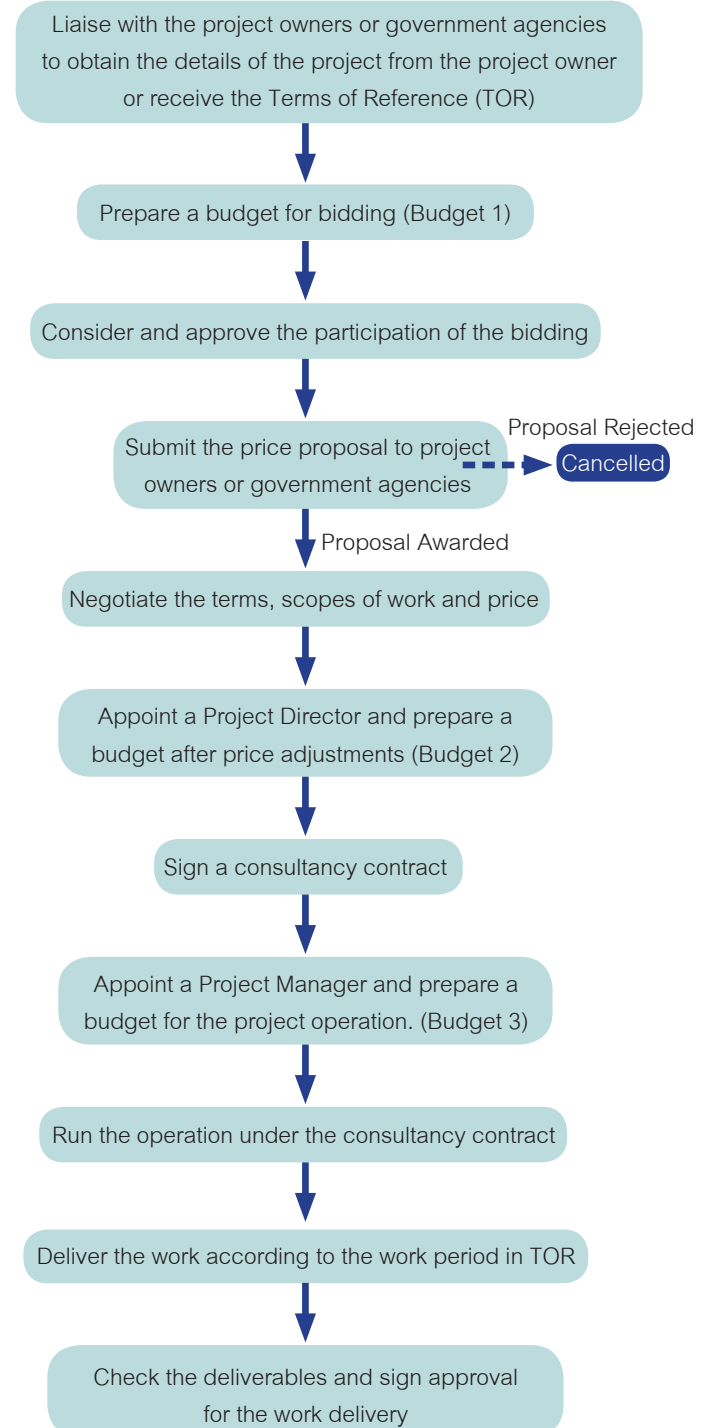 Liaise with the project owners or government agencies
to obtain the details of the project from the project owner
or receive the Terms of Reference (TOR)
Prepare a budget for bidding (Budget 1)
Consider and approve the participation of the bidding
Submit the price proposal to project
owners or government agencies
Proposal Rejected
Cancelled
Proposal Awarded
Negotiate the terms, scopes of work and price
Appoint a Project Director and prepare a
budget after price adjustments (Budget 2)
Sign a consultancy contract
Appoint a Project Manager and prepare a
budget for the project operation. (Budget 3)
Run the operation under the consultancy contract
Deliver the work according to the work period in TOR
Check the deliverables and sign approval
for the work delivery